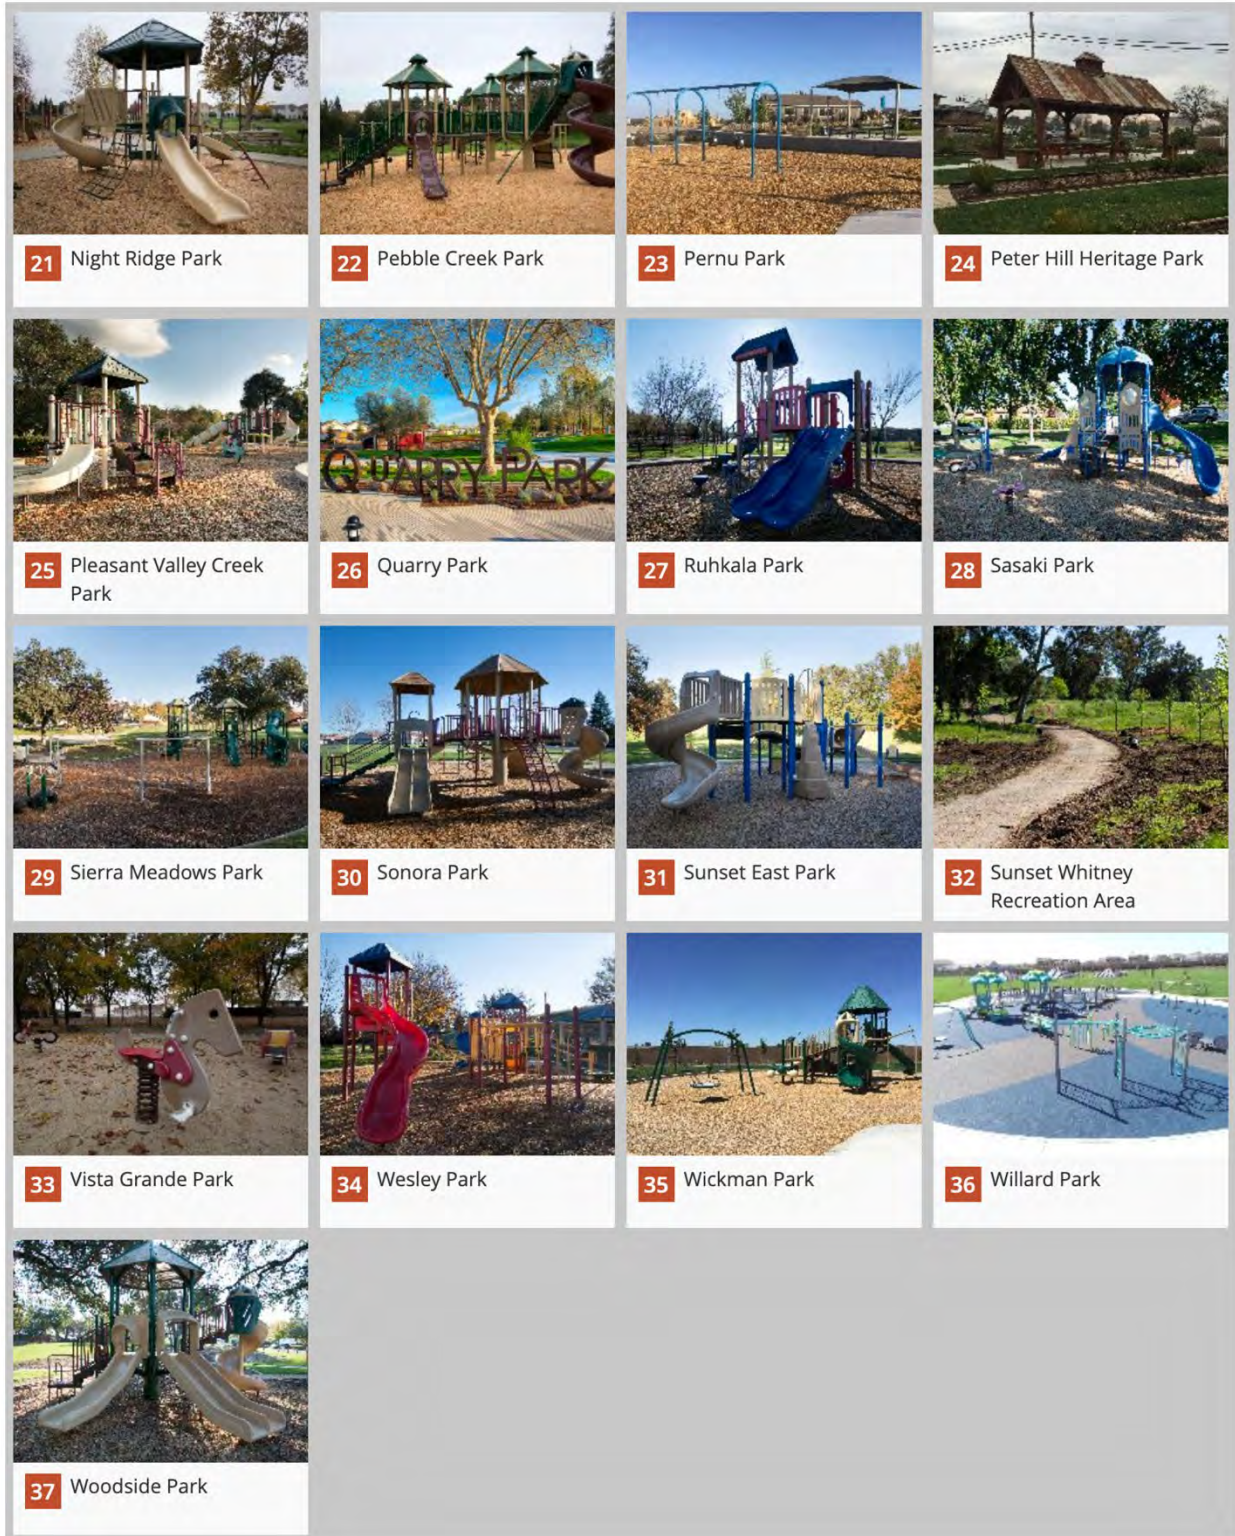 21 Night Ridge Park
22 Pebble Creek Park
23 Pernu Park
24 Peter Hill Heritage Park
25 Pleasant Valley Creek
Park
QUARRY PARK
26 Quarry Park
27 Ruhkala Park
28 Sasaki Park
29 Sierra Meadows Park
30 Sonora Park
31 Sunset East Park
32 Sunset Whitney
Recreation Area
33 Vista Grande Park
34 Wesley Park
35 Wickman Park
36 Willard Park
37 Woodside Park